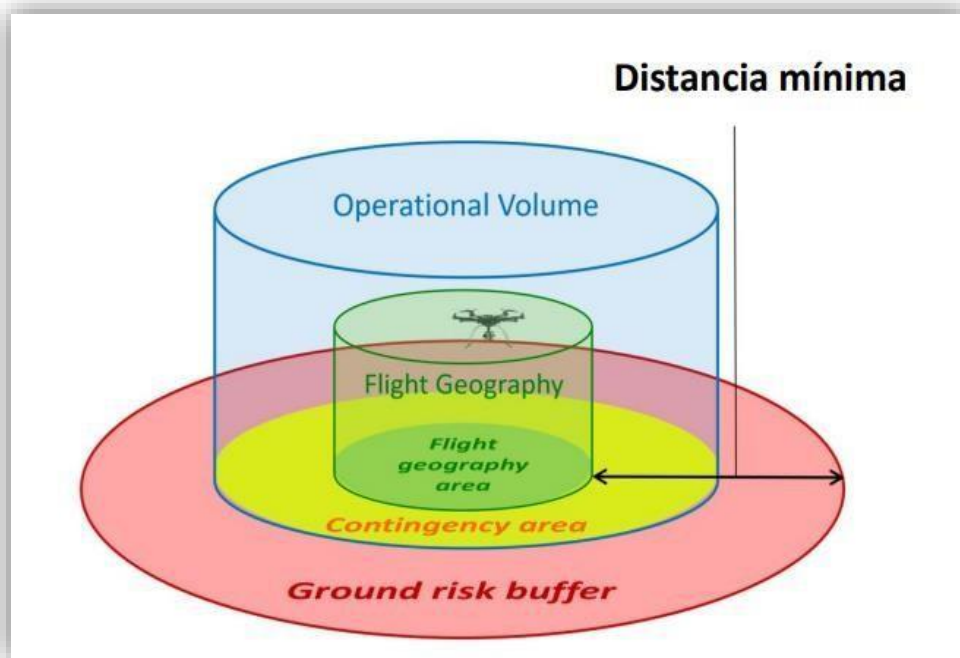 Distancia mínima
Operational Volume
Flight Geography
Flight
geography
area
Contingency area
Ground risk buffer